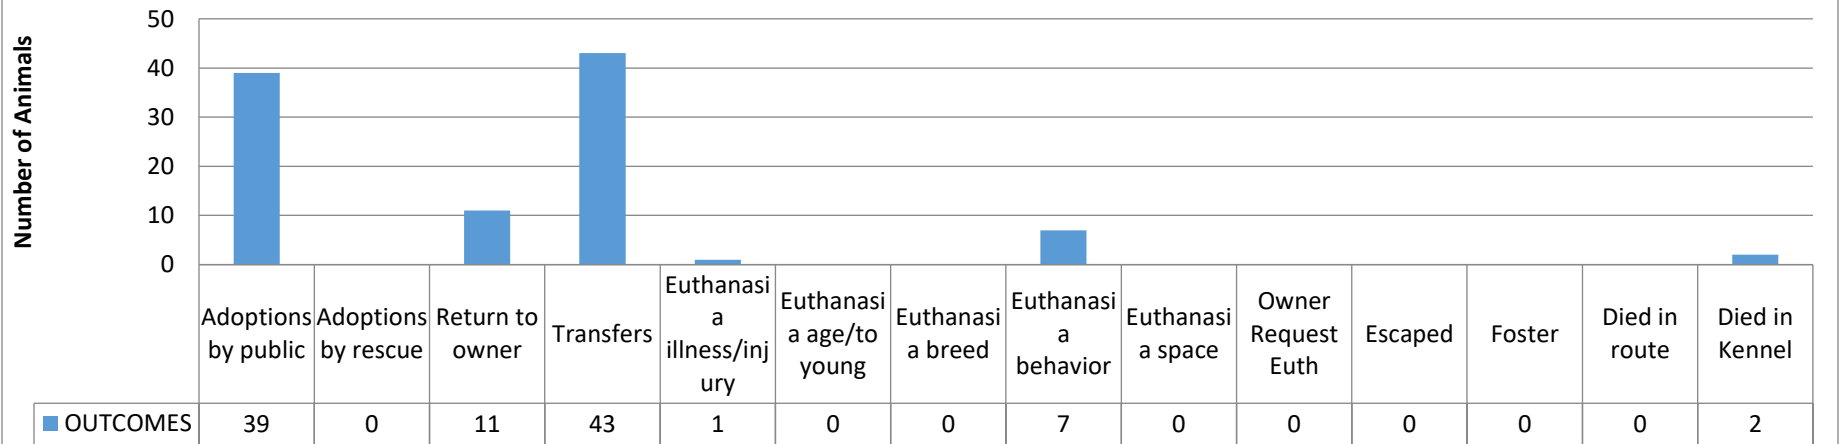 50
40
30
20
10
0
Number of Animals
Adoptions
by public
Adoptions
by rescue
Return to
owner
Transfers
Euthanasi
a
illness/inj
ury
Euthanasi
a age/to
young
Euthanasi
a breed
Euthanasi
a
behavior
Euthanasi
a space
Owner
Request
Euth
Escaped
Foster
Died in
route
Died in
Kennel
OUTCOMES 39 0 11 43 1 0 0 7 0 0 0 0 0 2